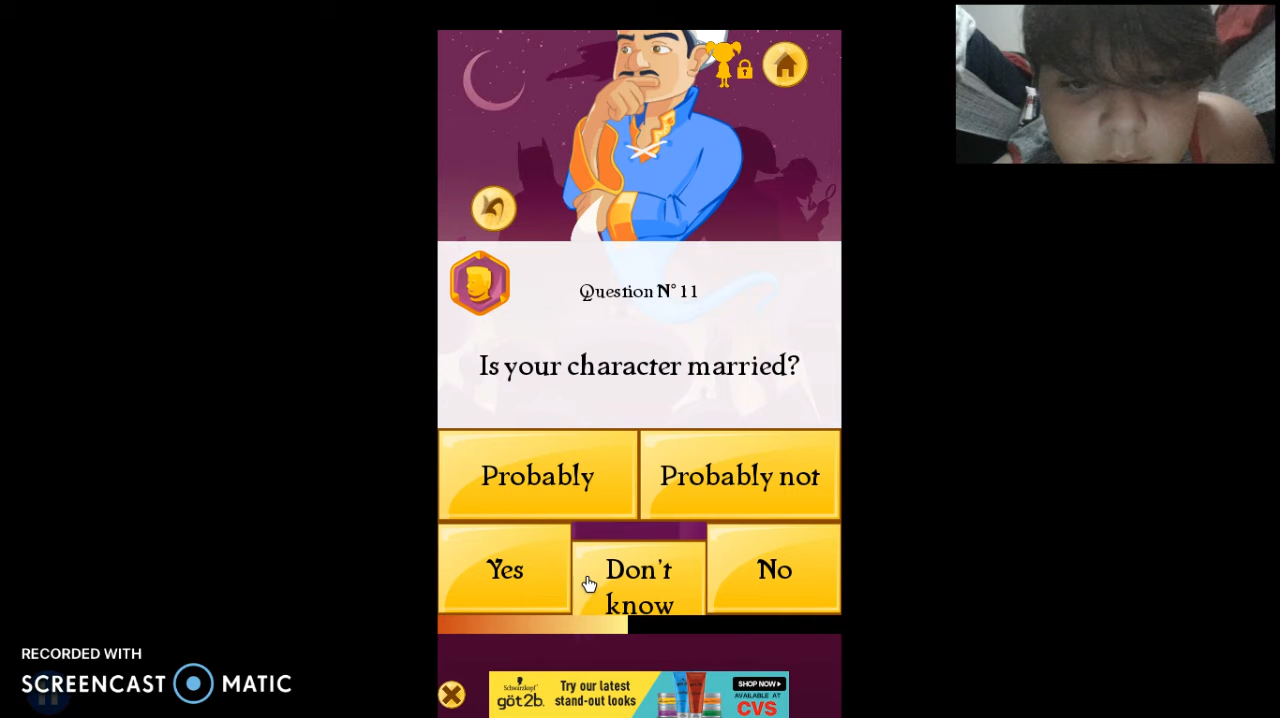 Question N° 11
Is your character married?
Probably
Probably not
Yes
Don't
know
No
RECORDED WITH
SCREENCAST MATIC
Schwarzkopf
göt2b.
Try our latest
stand-out looks
SHOP NOW
AVAILABLE AT
CVS